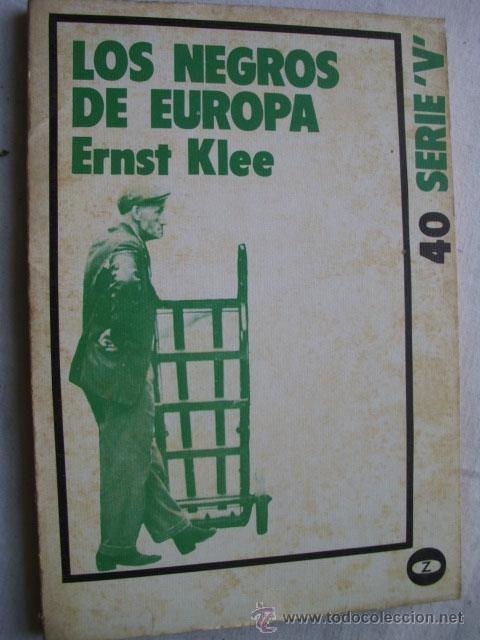 LOS NEGROS
DE EUROPA
Ernst Klee
40 SERIE "V"
Z
www.todocoleccion.net